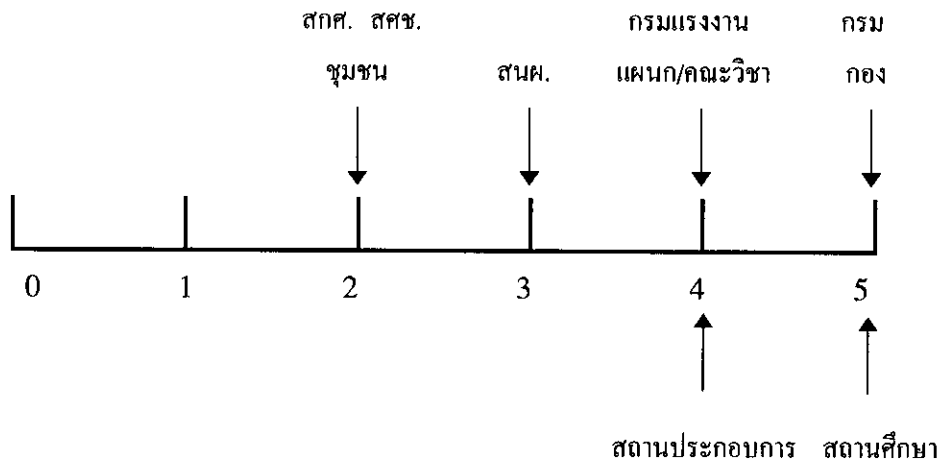 สกศ. สศช. กรมแรงงาน กรม
ชุมชน สนผ. แผนก/คณะวิชา กอง
0 1 2 3 4 5
สถานประกอบการ สถานศึกษา